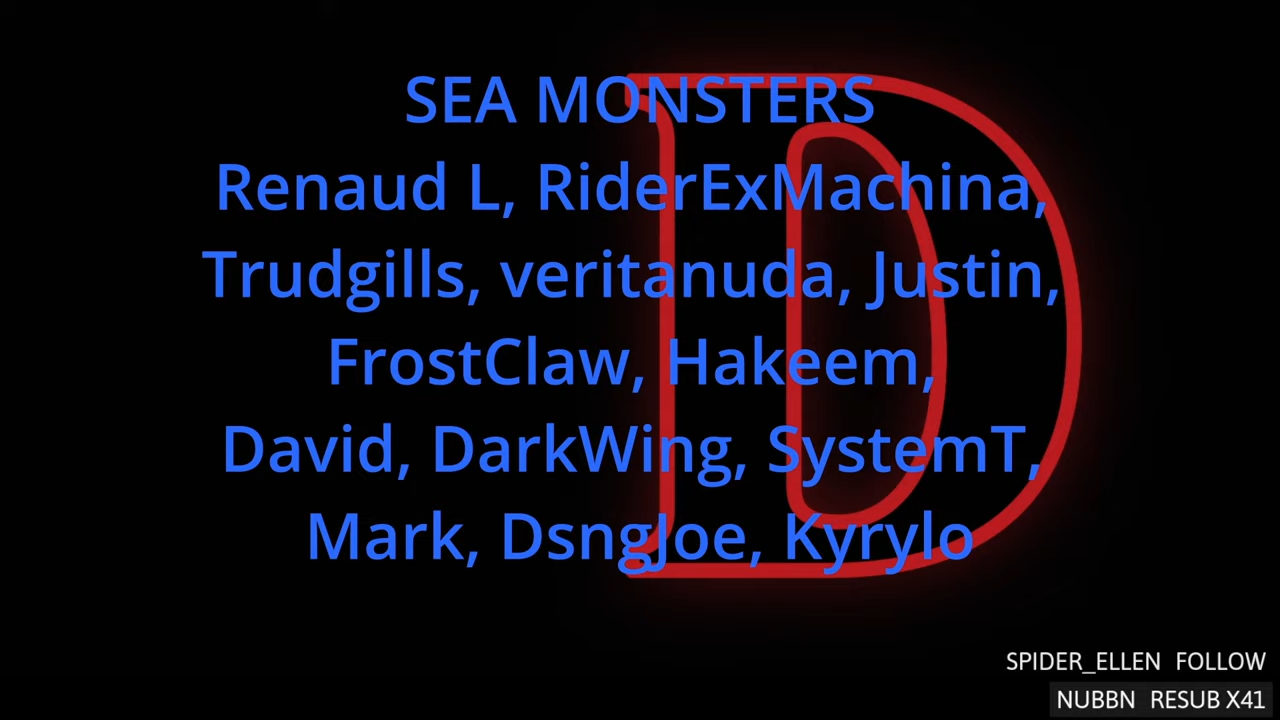 SEA MONSTERS
Renaud L, RiderExMachina,
Trudgills, veritanuda, Justin,
FrostClaw, Hakeem,
David, DarkWing, SystemT,
Mark, DsngJoe, Kyrylo
D
SPIDER_ELLEN FOLLOW
NUBBN RESUB X41